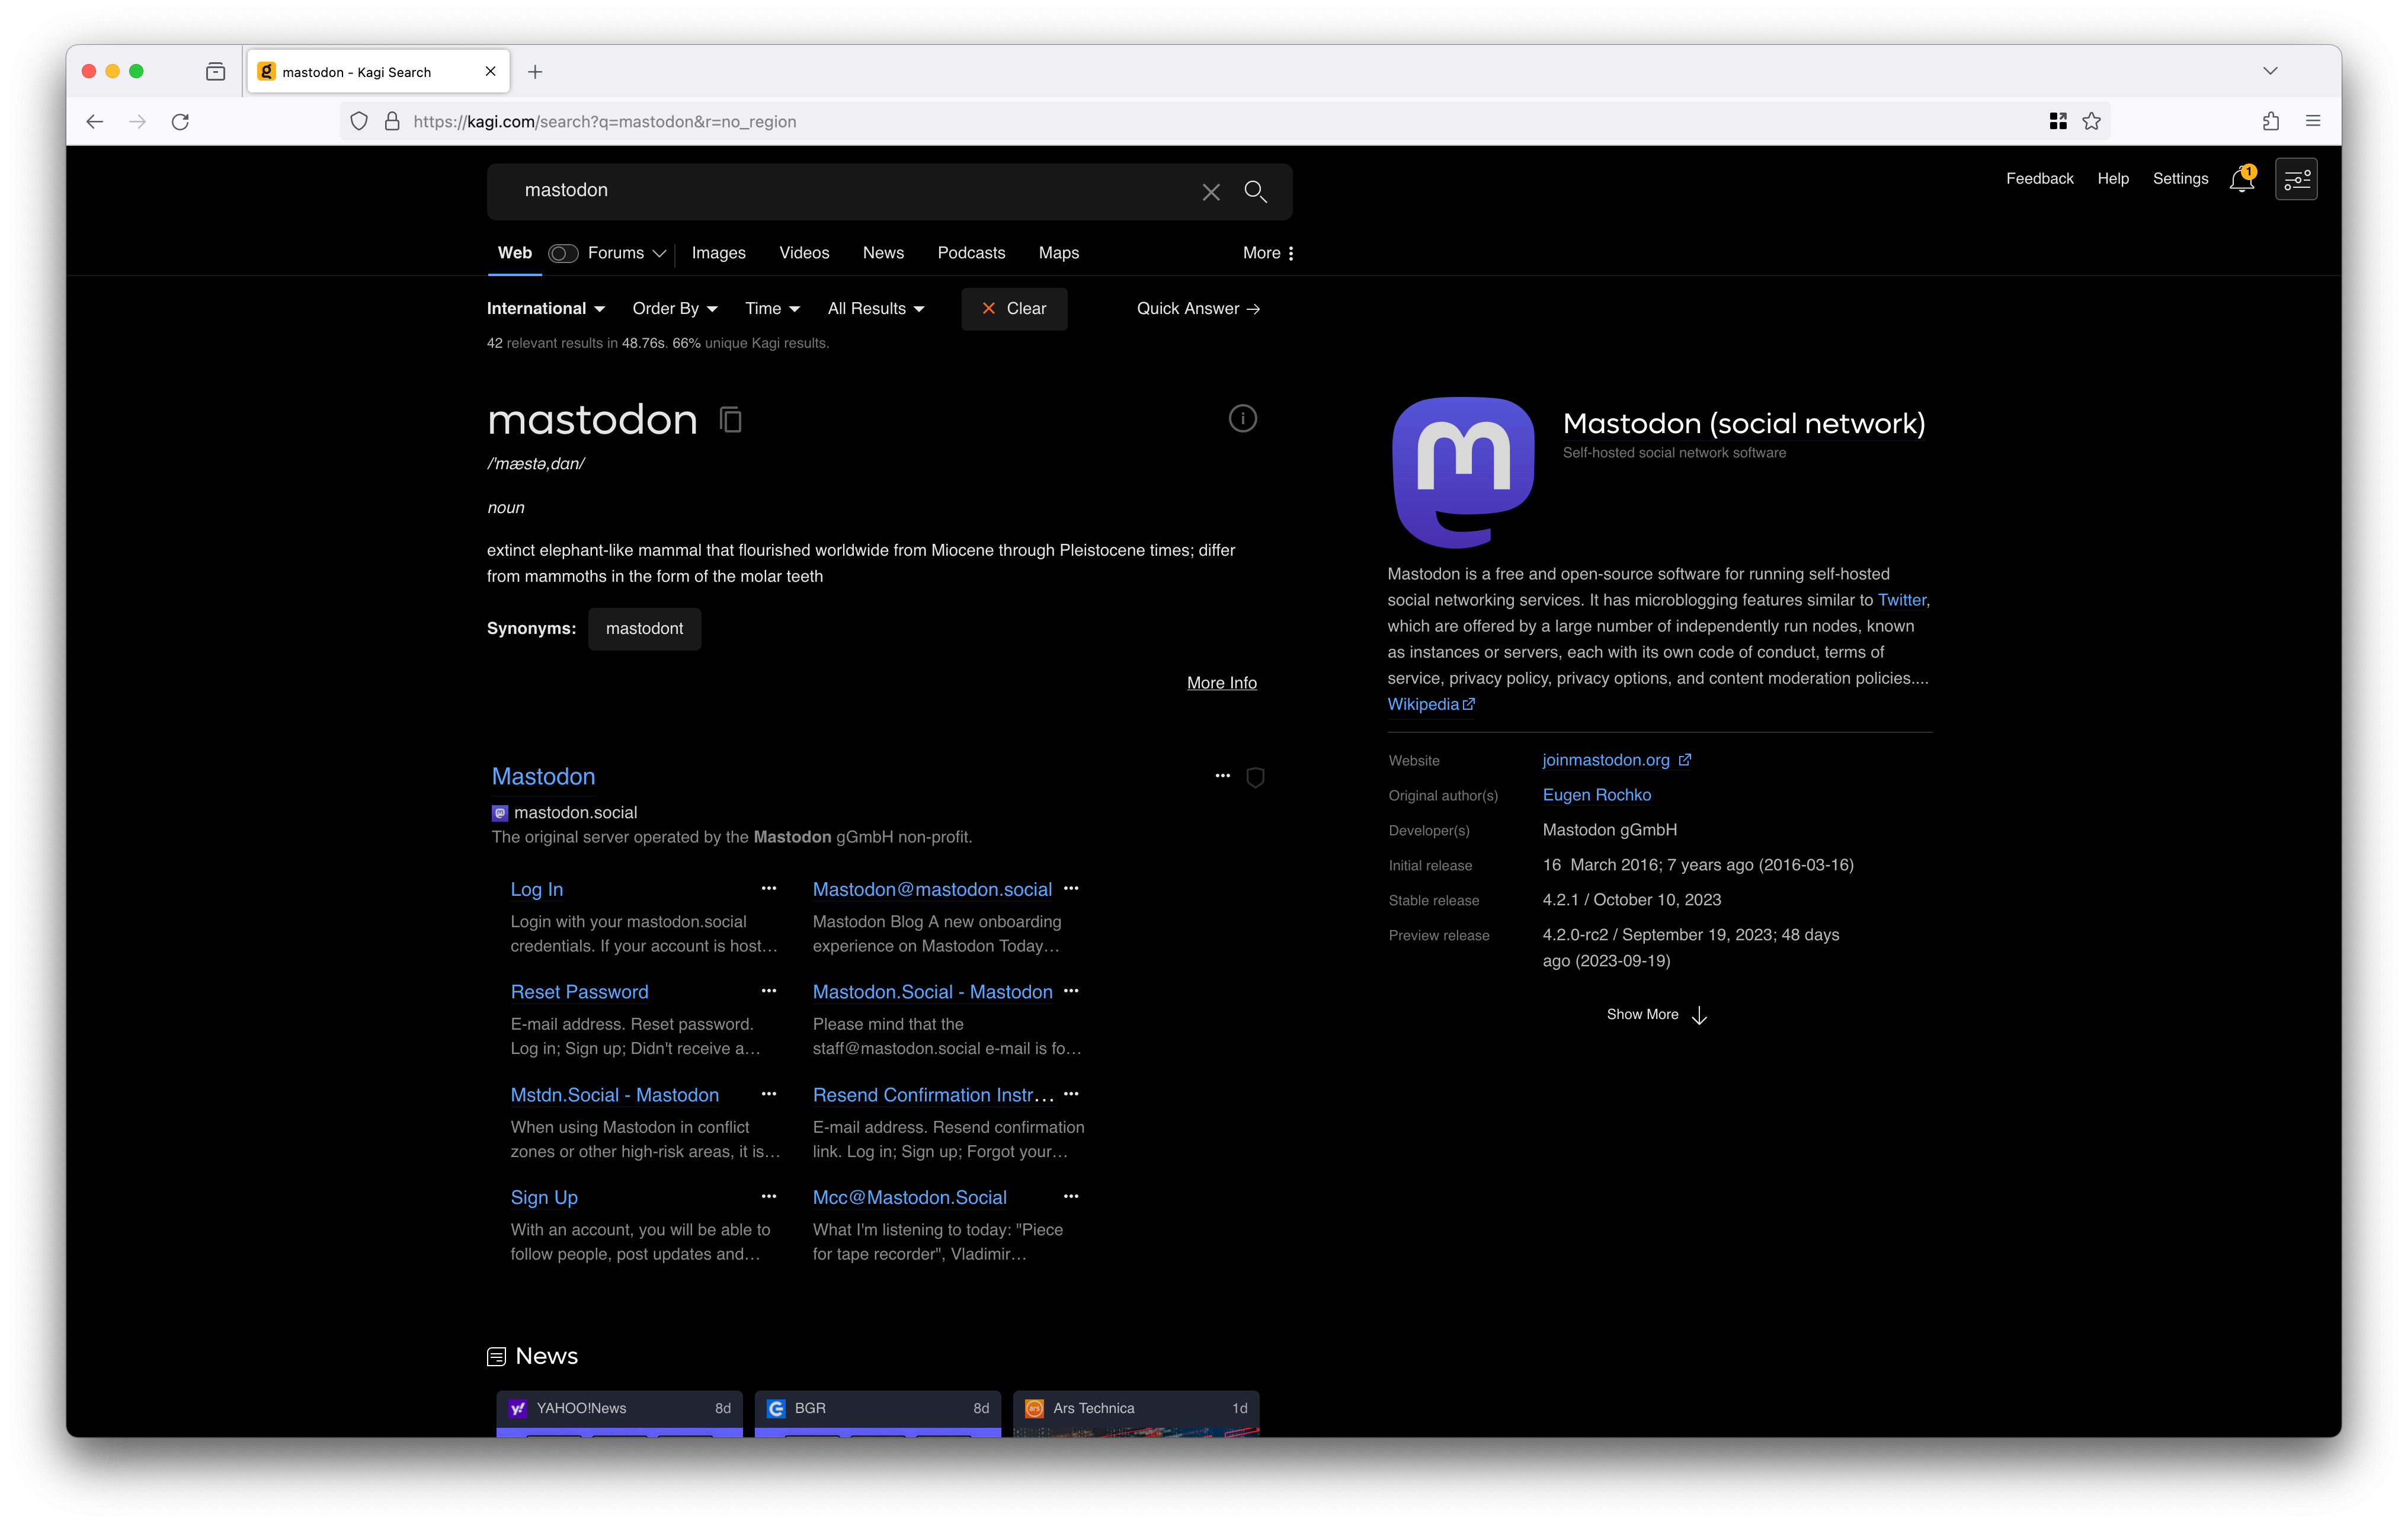 mastodon - Kagi Search
https://kagi.com/search?q=mastodon&r=no_region
mastodon
Feedback Help Settings 1
Web Forums Images Videos News Podcasts Maps More
International Order By Time All Results Clear Quick Answer
42 relevant results in 48.76s. 66% unique Kagi results.
mastodon
/'mæstə,dɑn/
noun
extinct elephant-like mammal that flourished worldwide from Miocene through Pleistocene times; differ
from mammoths in the form of the molar teeth
Synonyms: mastodont
More Info
Mastodon
mastodon.social
The original server operated by the Mastodon gGmbH non-profit.
Log In
Login with your mastodon.social
credentials. If your account is host…
Mastodon@mastodon.social
Mastodon Blog A new onboarding
experience on Mastodon Today…
Reset Password
E-mail address. Reset password.
Log in; Sign up; Didn't receive a…
Mastodon.Social - Mastodon
Please mind that the
staff@mastodon.social e-mail is fo…
Mstdn.Social - Mastodon
When using Mastodon in conflict
zones or other high-risk areas, it is…
Resend Confirmation Instr…
E-mail address. Resend confirmation
link. Log in; Sign up; Forgot your…
Sign Up
With an account, you will be able to
follow people, post updates and…
Mcc@Mastodon.Social
What I'm listening to today: "Piece
for tape recorder", Vladimir…
News
YAHOO!News 8d
BGR 8d
Ars Technica 1d
Mastodon (social network)
Self-hosted social network software
Mastodon is a free and open-source software for running self-hosted
social networking services. It has microblogging features similar to Twitter,
which are offered by a large number of independently run nodes, known
as instances or servers, each with its own code of conduct, terms of
service, privacy policy, privacy options, and content moderation policies....
Wikipedia
Website joinmastodon.org
Original author(s) Eugen Rochko
Developer(s) Mastodon gGmbH
Initial release 16 March 2016; 7 years ago (2016-03-16)
Stable release 4.2.1 / October 10, 2023
Preview release 4.2.0-rc2 / September 19, 2023; 48 days
ago (2023-09-19)
Show More